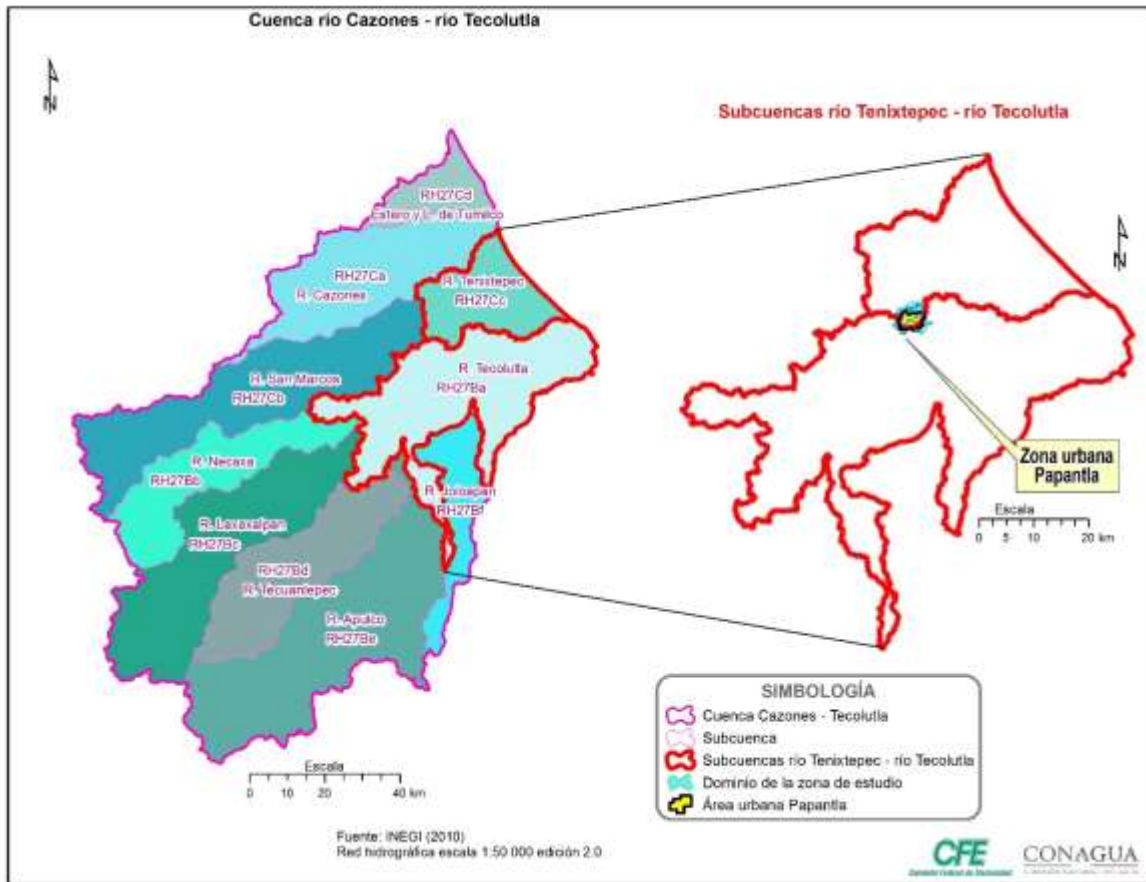 Cuenca río Cazones - río Tecolutla
N
Subcuencas río Tenixtepec - río Tecolutla
N
RH27Cd
Estero y L. de Tumilco
RH27Ca
R. Cazones
R. Tenixtepec
RH27Cc
R. San Marcos
RH27Cb
R. Tecolutla
RH27Ba
R. Necaxa
RH27Bb
R. Joloapan
RH27Bf
R. Laxaxalpan
RH27Bc
RH27Bd
R. Tecuantepec
R. Apulco
RH27Be
Zona urbana
Papantla
Escala
0 5 10 20 km
Escala
0 10 20 40 km
SIMBOLOGÍA
Cuenca Cazones - Tecolutla
Subcuenca
Subcuencas río Tenixtepec - río Tecolutla
Dominio de la zona de estudio
Área urbana Papantla
Fuente: INEGI (2010)
Red hidrográfica escala 1:50 000 edición 2.0
CFE
Comisión Federal de Electricidad
CONAGUA